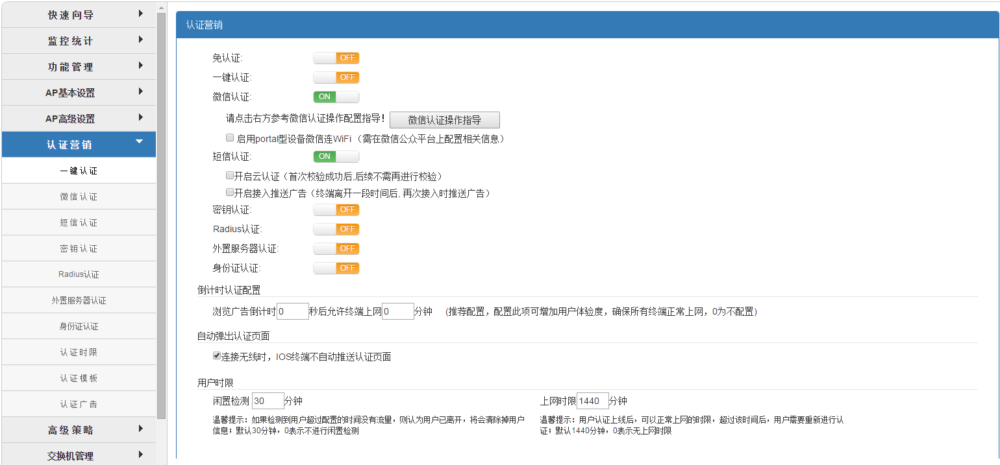 快速向导
监控统计
功能管理
AP基本设置
AP高级设置
认证营销
一键认证
微信认证
短信认证
密钥认证
Radius认证
外置服务器认证
身份证认证
认证时限
认证模板
认证广告
高级策略
交换机管理
认证营销
免认证: OFF
一键认证: OFF
微信认证: ON
请点击右方参考微信认证操作配置指导! 微信认证操作指导
启用portal型设备微信连WiFi（需在微信公众平台上配置相关信息）
短信认证: ON
开启云认证（首次校验成功后,后续不需再进行校验）
开启接入推送广告（终端离开一段时间后, 再次接入时推送广告）
密钥认证: OFF
Radius认证: OFF
外置服务器认证: OFF
身份证认证: OFF
倒计时认证配置
浏览广告倒计时 0 秒后允许终端上网 0 分钟 (推荐配置，配置此项可增加用户体验度，确保所有终端正常上网，0为不配置)
自动弹出认证页面
连接无线时，IOS终端不自动推送认证页面
用户时限
闲置检测 30 分钟
温馨提示：如果检测到用户超过配置的时间没有流量，则认为用户已离开，将会清除掉用户
信息；默认30分钟，0表示不进行闲置检测
上网时限 1440 分钟
温馨提示：用户认证上线后，可以正常上网的时限，超过该时间后，用户需要重新进行认
证；默认1440分钟，0表示无上网时限